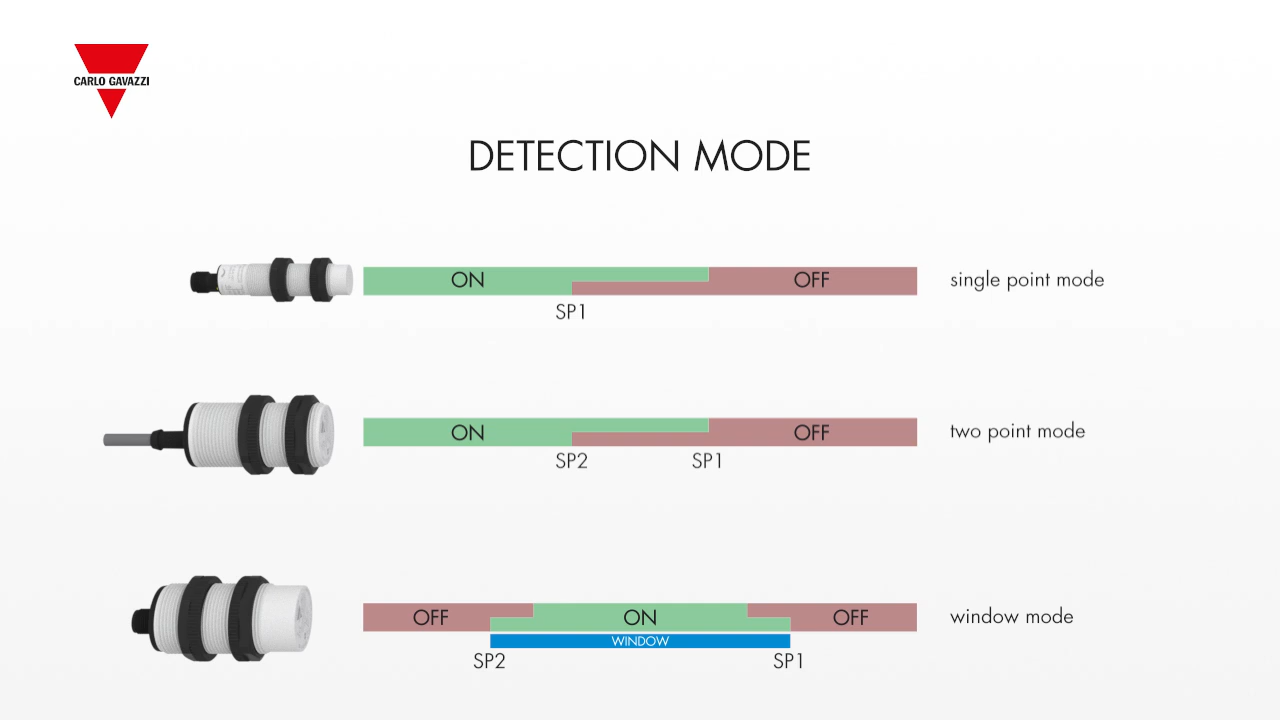 CARLO GAVAZZI
DETECTION MODE
ON OFF single point mode
SP1
ON OFF two point mode
SP2 SP1
OFF ON OFF window mode
WINDOW
SP2 SP1